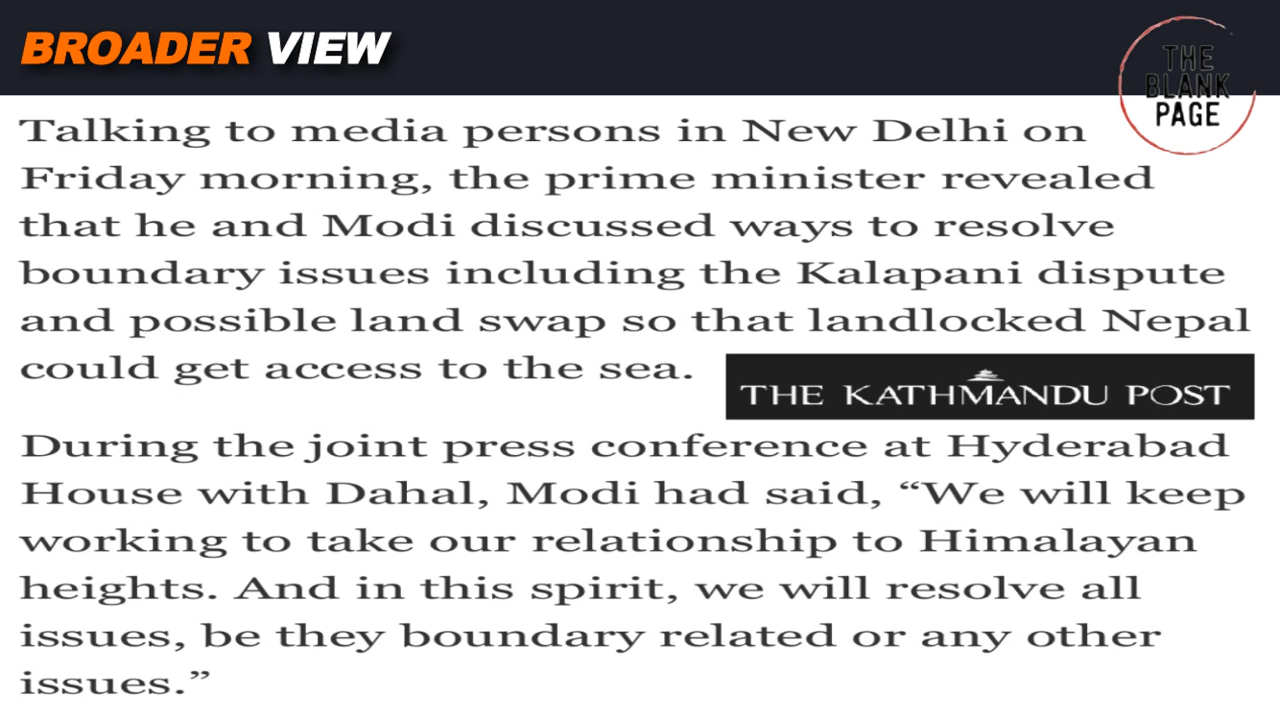 BROADER VIEW
THE
BLANK
PAGE
Talking to media persons in New Delhi on
Friday morning, the prime minister revealed
that he and Modi discussed ways to resolve
boundary issues including the Kalapani dispute
and possible land swap so that landlocked Nepal
could get access to the sea.
THE KATHMANDU POST
During the joint press conference at Hyderabad
House with Dahal, Modi had said, “We will keep
working to take our relationship to Himalayan
heights. And in this spirit, we will resolve all
issues, be they boundary related or any other
issues.”